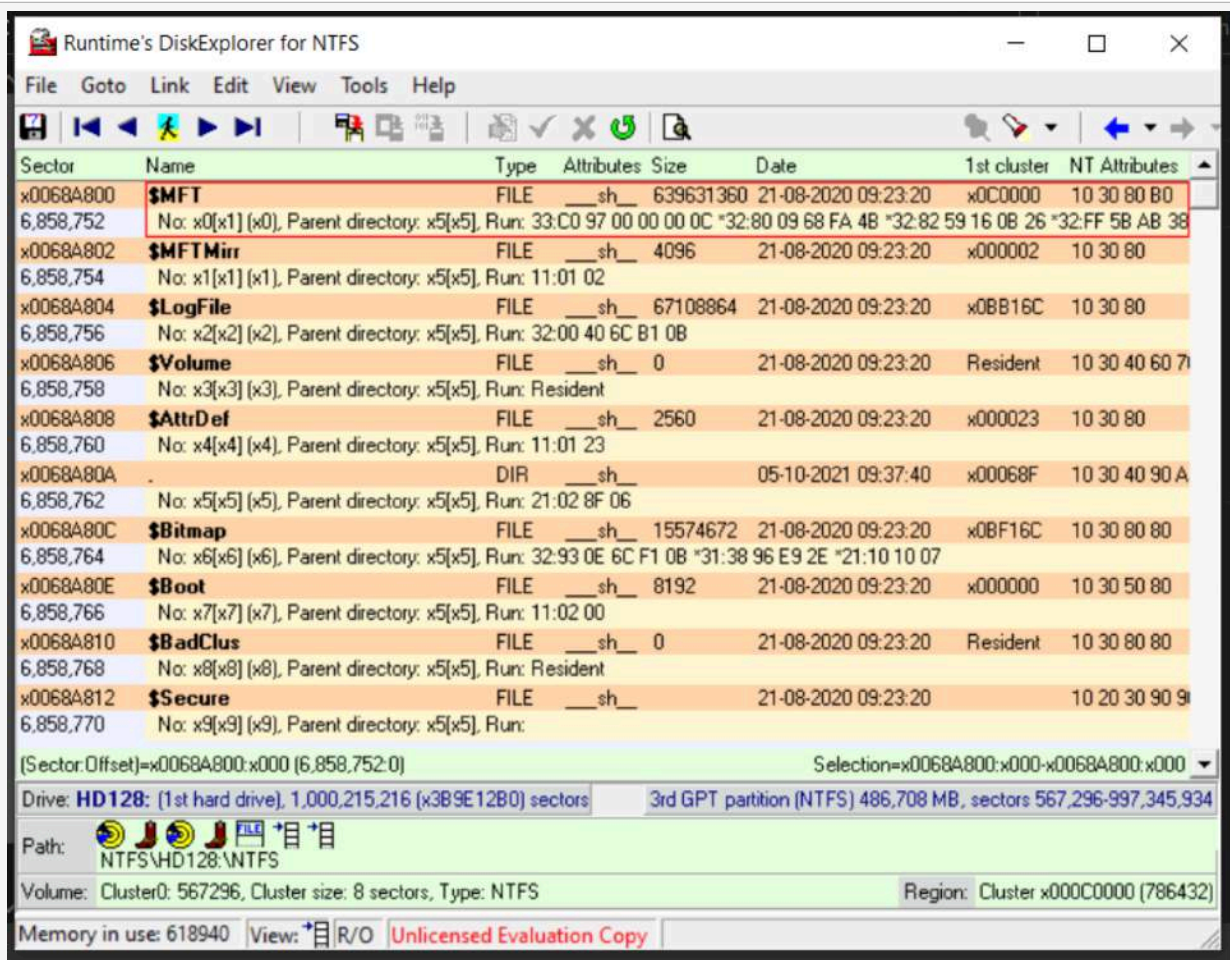 Runtime's DiskExplorer for NTFS
File Goto Link Edit View Tools Help
Sector Name Type Attributes Size Date 1st cluster NT Attributes
x0068A800 $MFT FILE ___sh__ 639631360 21-08-2020 09:23:20 x0C0000 10 30 80 B0
6,858,752 No: x0[x1] (x0), Parent directory: x5[x5], Run: 33:C0 97 00 00 00 0C *32:80 09 68 FA 4B *32:82 59 16 0B 26 *32:FF 5B AB 38
x0068A802 $MFTMirr FILE ___sh__ 4096 21-08-2020 09:23:20 x000002 10 30 80
6,858,754 No: x1[x1] (x1), Parent directory: x5[x5], Run: 11:01 02
x0068A804 $LogFile FILE ___sh__ 67108864 21-08-2020 09:23:20 x0BB16C 10 30 80
6,858,756 No: x2[x2] (x2), Parent directory: x5[x5], Run: 32:00 40 6C B1 0B
x0068A806 $Volume FILE ___sh__ 0 21-08-2020 09:23:20 Resident 10 30 40 60
6,858,758 No: x3[x3] (x3), Parent directory: x5[x5], Run: Resident
x0068A808 $AttrDef FILE ___sh__ 2560 21-08-2020 09:23:20 x000023 10 30 80
6,858,760 No: x4[x4] (x4), Parent directory: x5[x5], Run: 11:01 23
x0068A80A . DIR ___sh__ 05-10-2021 09:37:40 x00068F 10 30 40 90 A
6,858,762 No: x5[x5] (x5), Parent directory: x5[x5], Run: 21:02 8F 06
x0068A80C $Bitmap FILE ___sh__ 15574672 21-08-2020 09:23:20 x0BF16C 10 30 80 80
6,858,764 No: x6[x6] (x6), Parent directory: x5[x5], Run: 32:93 0E 6C F1 0B *31:38 96 E9 2E *21:10 10 07
x0068A80E $Boot FILE ___sh__ 8192 21-08-2020 09:23:20 x000000 10 30 50 80
6,858,766 No: x7[x7] (x7), Parent directory: x5[x5], Run: 11:02 00
x0068A810 $BadClus FILE ___sh__ 0 21-08-2020 09:23:20 Resident 10 30 80 80
6,858,768 No: x8[x8] (x8), Parent directory: x5[x5], Run: Resident
x0068A812 $Secure FILE ___sh__ 21-08-2020 09:23:20 10 20 30 90
6,858,770 No: x9[x9] (x9), Parent directory: x5[x5], Run:
(Sector:Offset)=x0068A800:x000 (6,858,752:0) Selection=x0068A800:x000-x0068A800:x000
Drive: HD128: (1st hard drive), 1,000,215,216 (x3B9E12B0) sectors 3rd GPT partition (NTFS) 486,708 MB, sectors 567,296-997,345,934
Path: NTFS\HD128:\NTFS
Volume: Cluster0: 567296, Cluster size: 8 sectors, Type: NTFS Region: Cluster x000C0000 (786432)
Memory in use: 618940 View: R/O Unlicensed Evaluation Copy